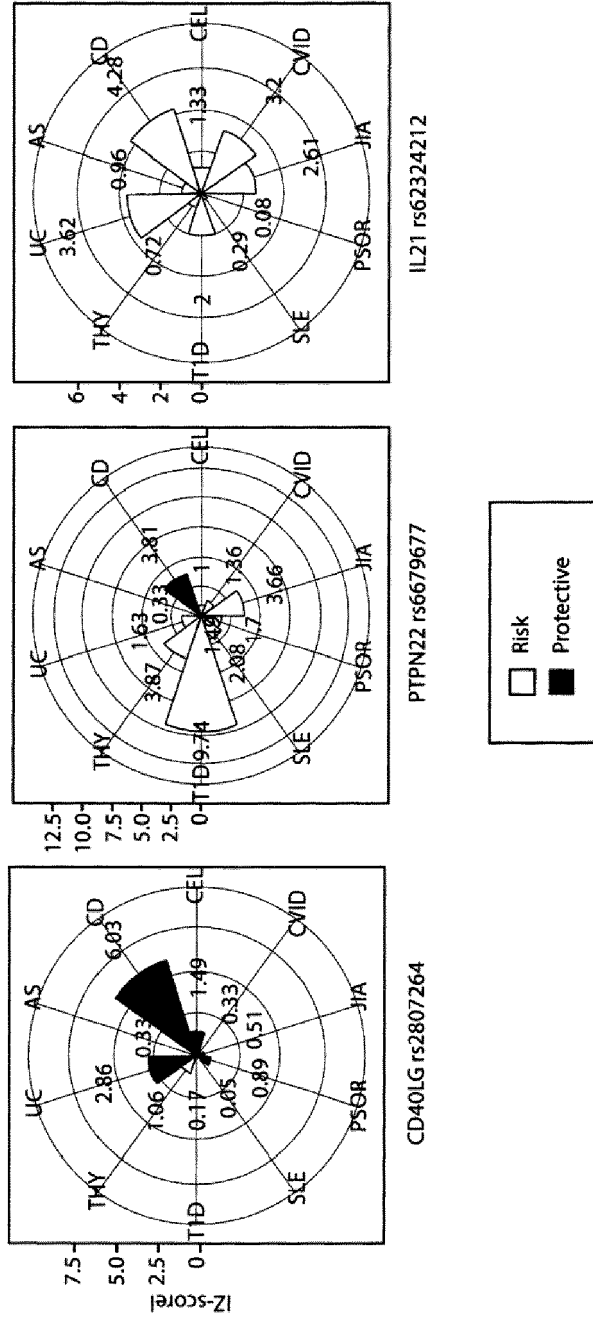 |Z-score|
7.5
5.0
2.5
0
AS
CD
CEL
CVID
JIA
PSOR
SLE
T1D
THY
UC
0.33
6.03
1.49
0.33
0.51
0.89
0.05
0.17
1.06
2.86
CD40LG rs2807264
12.5
10.0
7.5
5.0
2.5
0
AS
CD
CEL
CVID
JIA
PSOR
SLE
T1D
THY
UC
0.33
3.81
1
1.36
3.66
1.7
2.08
9.74
3.87
1.63
1.49
PTPN22 rs6679677
6
4
2
0
AS
CD
CEL
CVID
JIA
PSOR
SLE
T1D
THY
UC
0.96
4.28
1.33
3.2
2.61
0.08
0.29
2
0.72
3.62
IL21 rs62324212
Risk
Protective